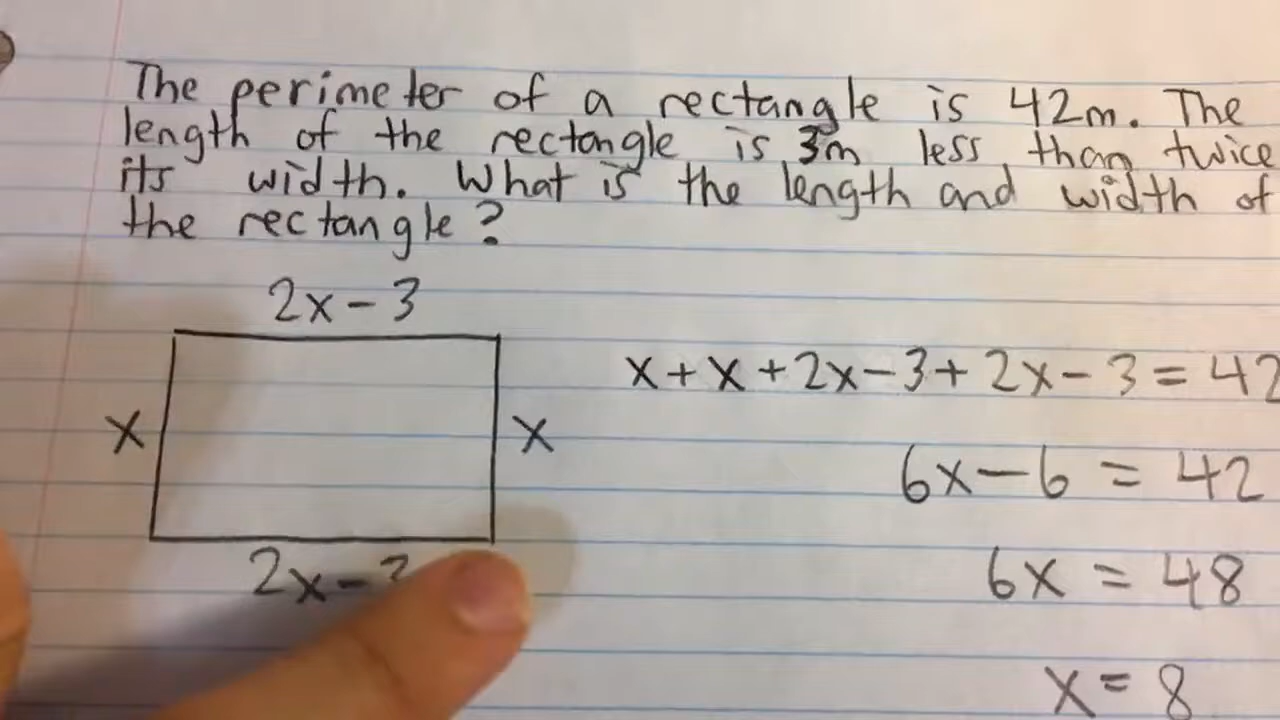 The perimeter of a rectangle is 42m. The
length of the rectangle is 3m less than twice
its width. What is the length and width of
the rectangle?
2x-3
x + x + 2x-3 + 2x-3 = 42
x
x
6x-6 = 42
2x-3
6x = 48
x = 8